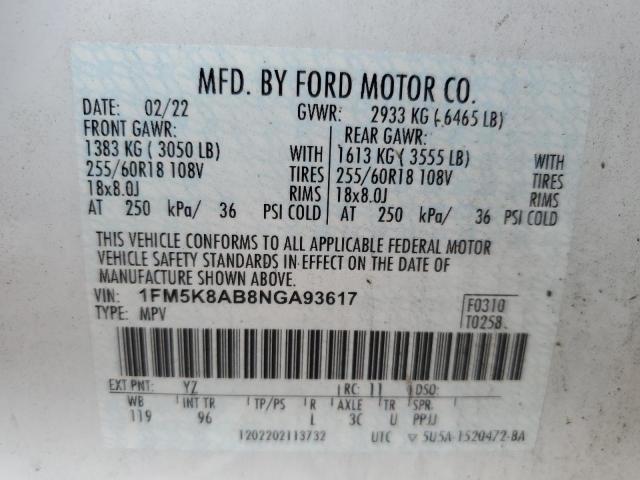 MFD. BY FORD MOTOR CO.
DATE: 02/22 GVWR: 2933 KG ( 6465 LB)
FRONT GAWR: REAR GAWR:
1383 KG ( 3050 LB) WITH 1613 KG ( 3555 LB) WITH
255/60R18 108V TIRES 255/60R18 108V TIRES
18x8.0J RIMS 18x8.0J RIMS
AT 250 kPa/ 36 PSI COLD AT 250 kPa/ 36 PSI COLD
THIS VEHICLE CONFORMS TO ALL APPLICABLE FEDERAL MOTOR
VEHICLE SAFETY STANDARDS IN EFFECT ON THE DATE OF
MANUFACTURE SHOWN ABOVE.
VIN: 1FM5K8AB8NGA93617 F0310
TYPE: MPV T0258
EXT PNT: YZ RC: 11 DSO:
WB INT TR TP/PS R AXLE TR SPR
119 96 L 3C U PPJJ
1202202113732 UTC ▽ 5U5A-1520472-BA